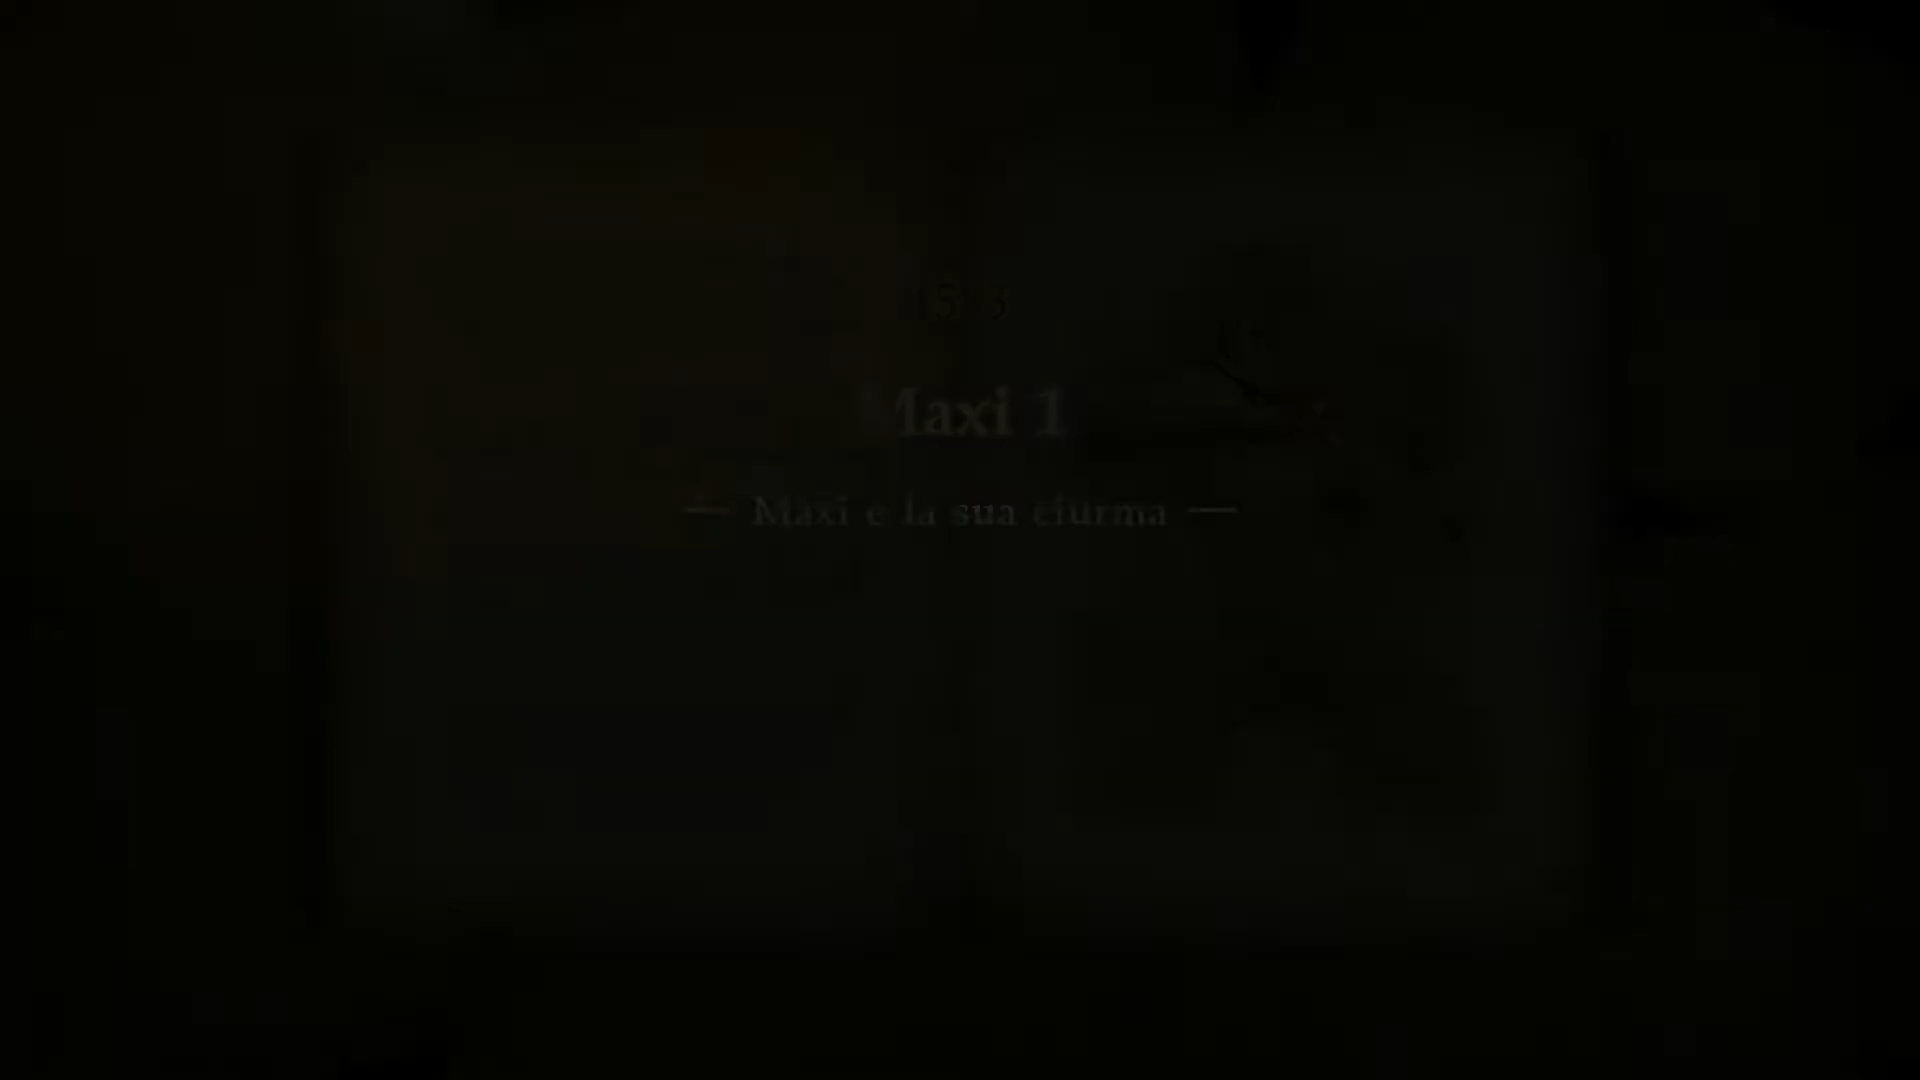 Maxi 1
— Maxi e la sua ciurma —